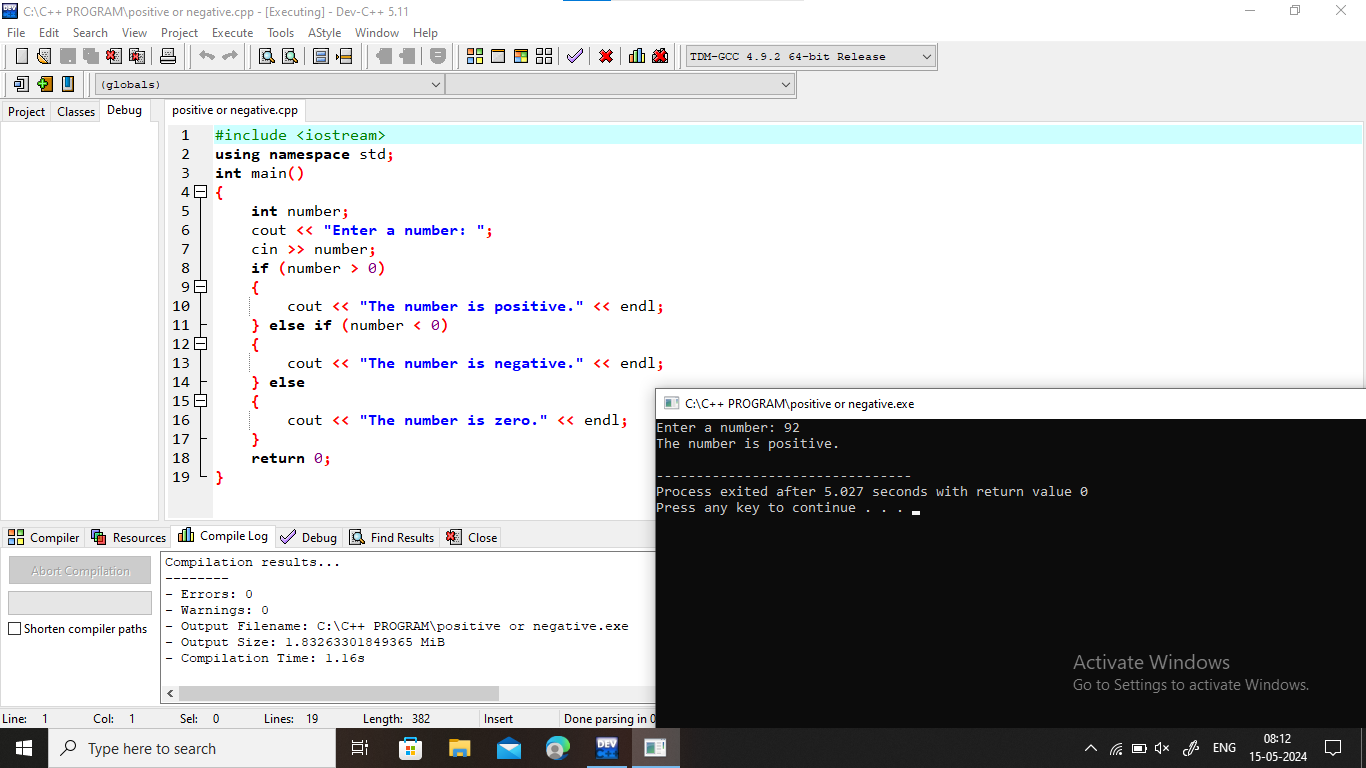 C:\C++ PROGRAM\positive or negative.cpp - [Executing] - Dev-C++ 5.11
File Edit Search View Project Execute Tools AStyle Window Help
TDM-GCC 4.9.2 64-bit Release
(globals)
Project Classes Debug
positive or negative.cpp
1 #include <iostream>
2 using namespace std;
3 int main()
4 {
5 int number;
6 cout << "Enter a number: ";
7 cin >> number;
8 if (number > 0)
9 {
10 cout << "The number is positive." << endl;
11 } else if (number < 0)
12 {
13 cout << "The number is negative." << endl;
14 } else
15 {
16 cout << "The number is zero." << endl;
17 }
18 return 0;
19 }
C:\C++ PROGRAM\positive or negative.exe
Enter a number: 92
The number is positive.
--------------------------------
Process exited after 5.027 seconds with return value 0
Press any key to continue . . .
Compiler Resources Compile Log Debug Find Results Close
Abort Compilation
Shorten compiler paths
Compilation results...
--------
- Errors: 0
- Warnings: 0
- Output Filename: C:\C++ PROGRAM\positive or negative.exe
- Output Size: 1.83263301849365 MiB
- Compilation Time: 1.16s
Activate Windows
Go to Settings to activate Windows.
Line: 1 Col: 1 Sel: 0 Lines: 19 Length: 382 Insert Done parsing in 0
Type here to search
DEV
ENG
08:12
15-05-2024